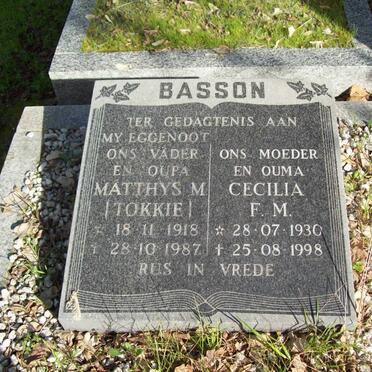 BASSON
TER GEDAGTENIS AAN
MY EGGENOOT
ONS VADER
EN OUPA
MATTHYS M
[TOKKIE]
☆ 18-11-1918
† 28-10-1987
ONS MOEDER
EN OUMA
CECILIA
F. M.
☆ 28-07-1930
† 25-08-1998
RUS IN VREDE